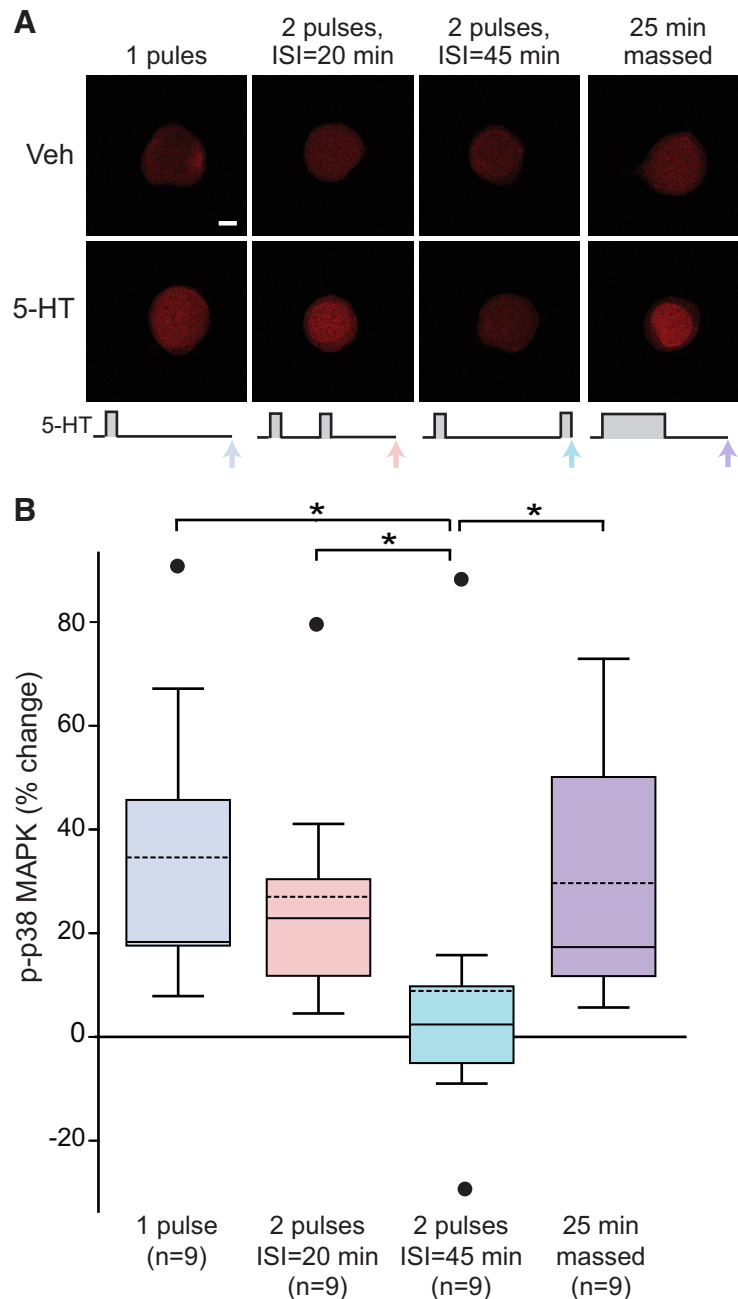 A
1 pules
2 pulses,
ISI=20 min
2 pulses,
ISI=45 min
25 min
massed
Veh
5-HT
5-HT
B
*
*
*
p-p38 MAPK (% change)
80
60
40
20
0
-20
1 pulse
(n=9)
2 pulses
ISI=20 min
(n=9)
2 pulses
ISI=45 min
(n=9)
25 min
massed
(n=9)